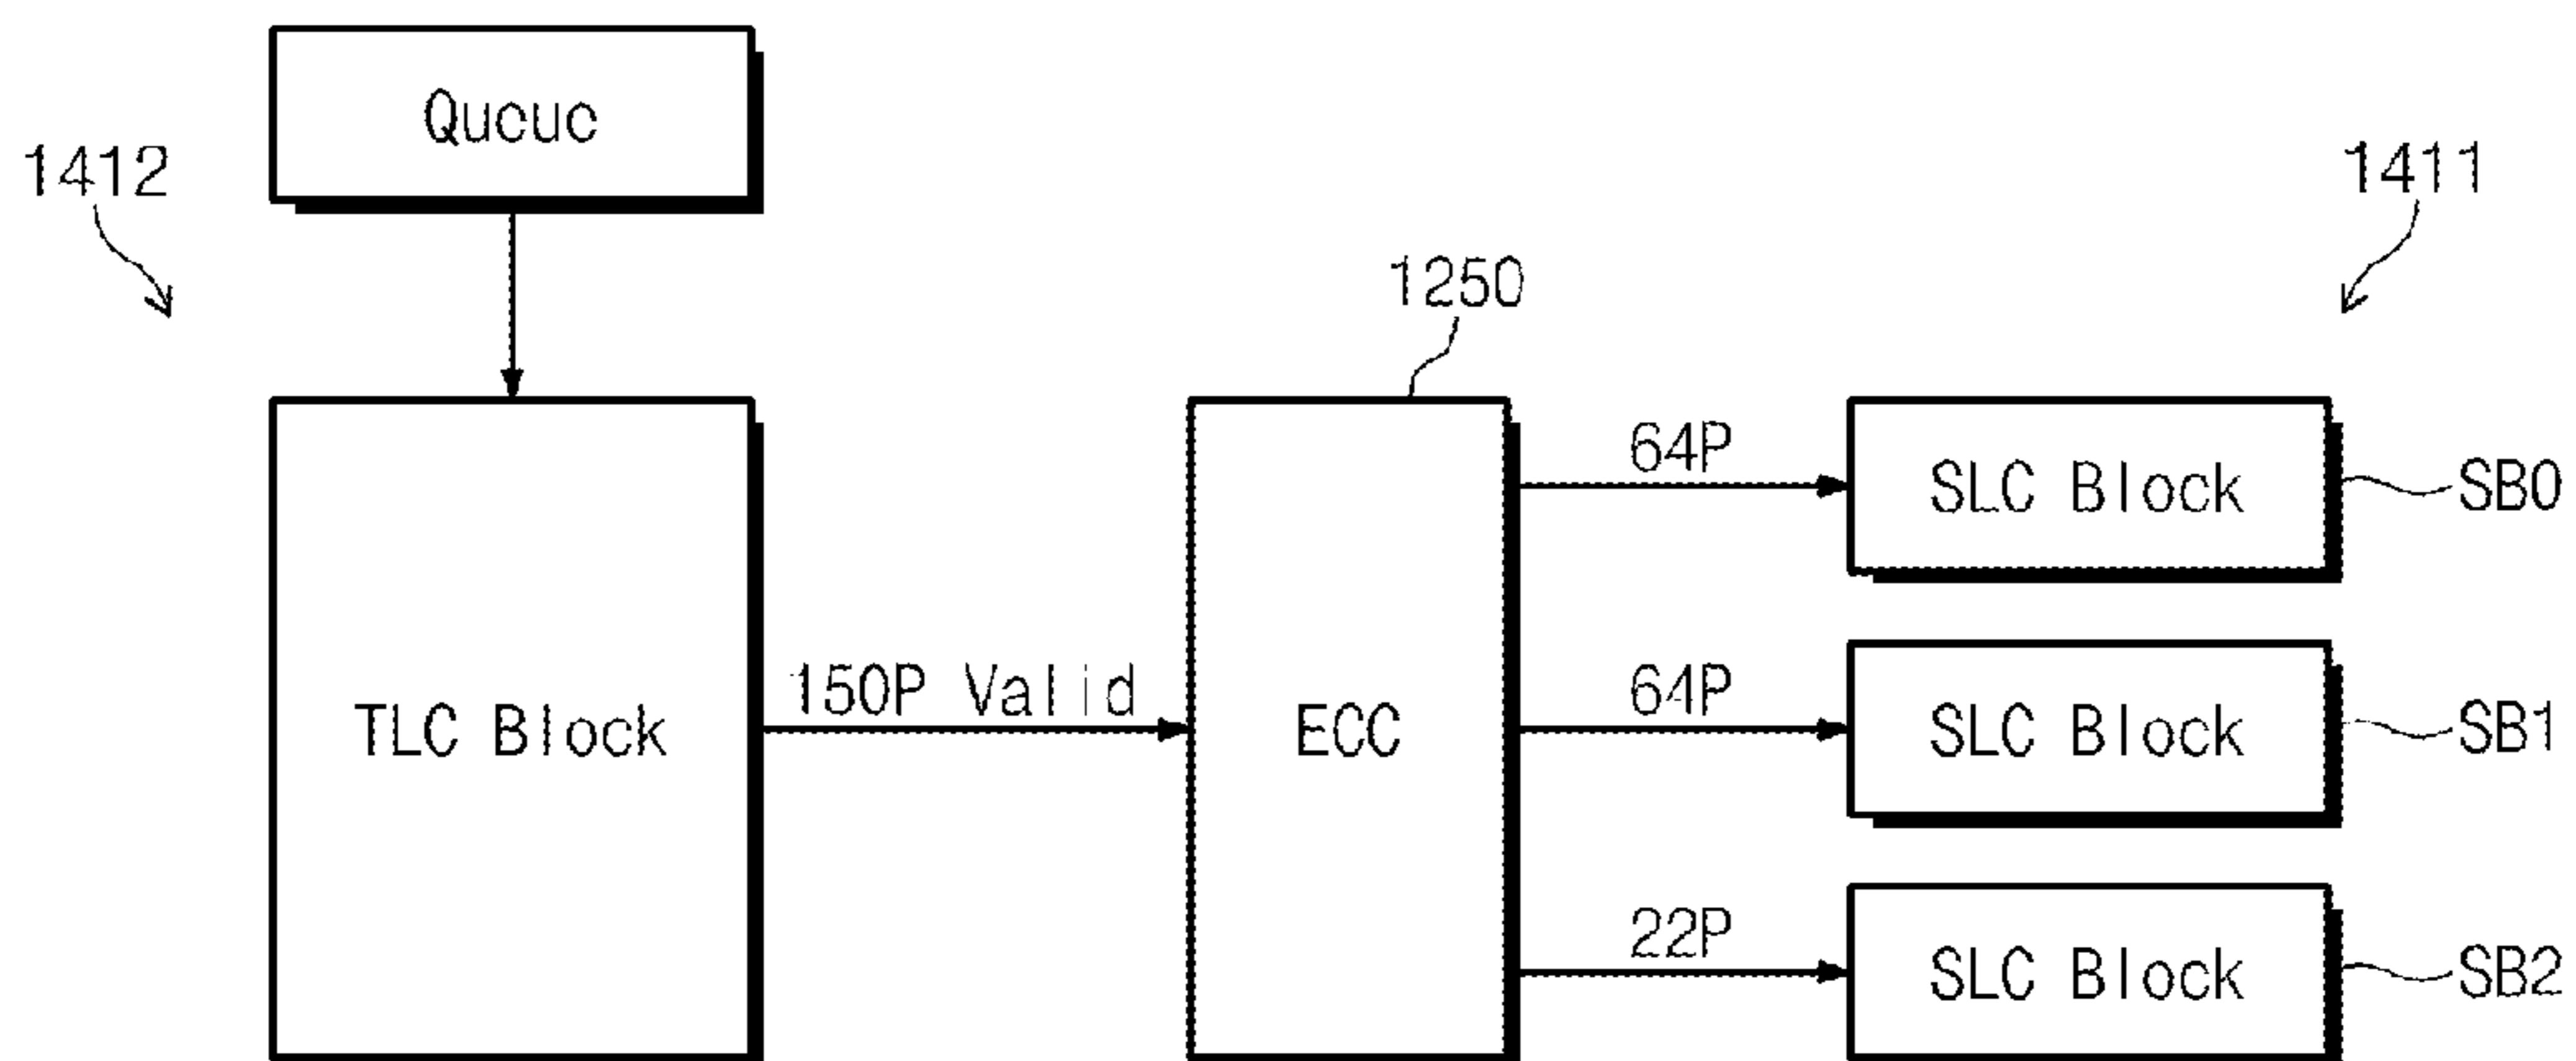 Queue
1412
1411
1250
64P
SLC Block
SB0
150P Valid
64P
TLC Block
ECC
SLC Block
SB1
22P
SLC Block
SB2